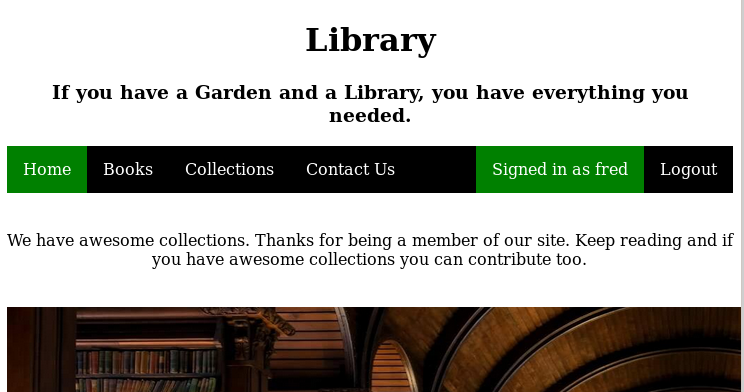 Library
If you have a Garden and a Library, you have everything you
needed.
Home Books Collections Contact Us Signed in as fred Logout
We have awesome collections. Thanks for being a member of our site. Keep reading and if
you have awesome collections you can contribute too.